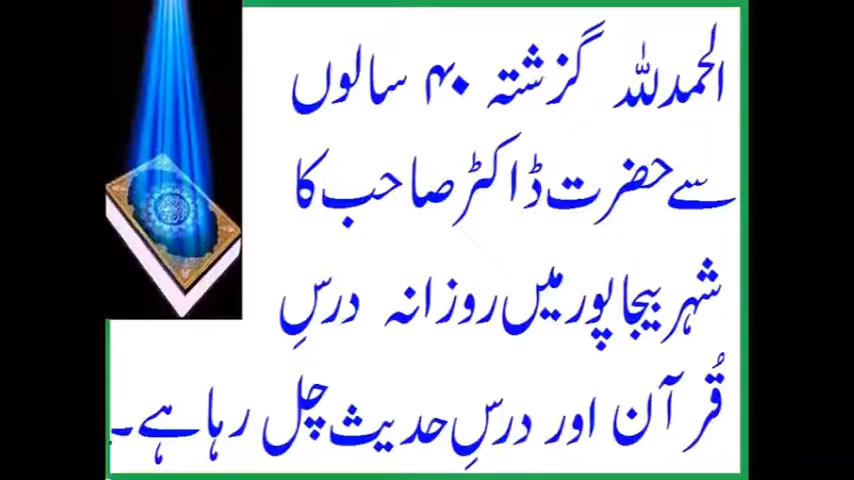 الحمدللہ گزشتہ ۴۰ سالوں
سے حضرت ڈاکٹر صاحب کا
شہر بیجاپور میں روزانہ درسِ
قُرآن اور درسِ حدیث چل رہا ہے۔